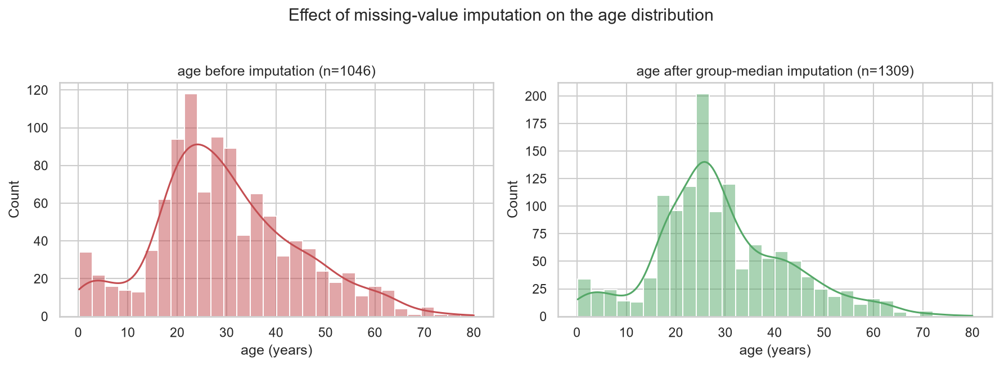 Effect of missing-value imputation on the age distribution
age before imputation (n=1046)
120
100
80
60
40
20
0
Count
0 10 20 30 40 50 60 70 80
age (years)
age after group-median imputation (n=1309)
200
175
150
125
100
75
50
25
0
Count
0 10 20 30 40 50 60 70 80
age (years)